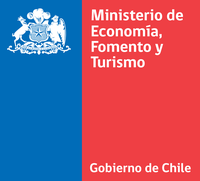 Ministerio de
Economía,
Fomento y
Turismo
Gobierno de Chile